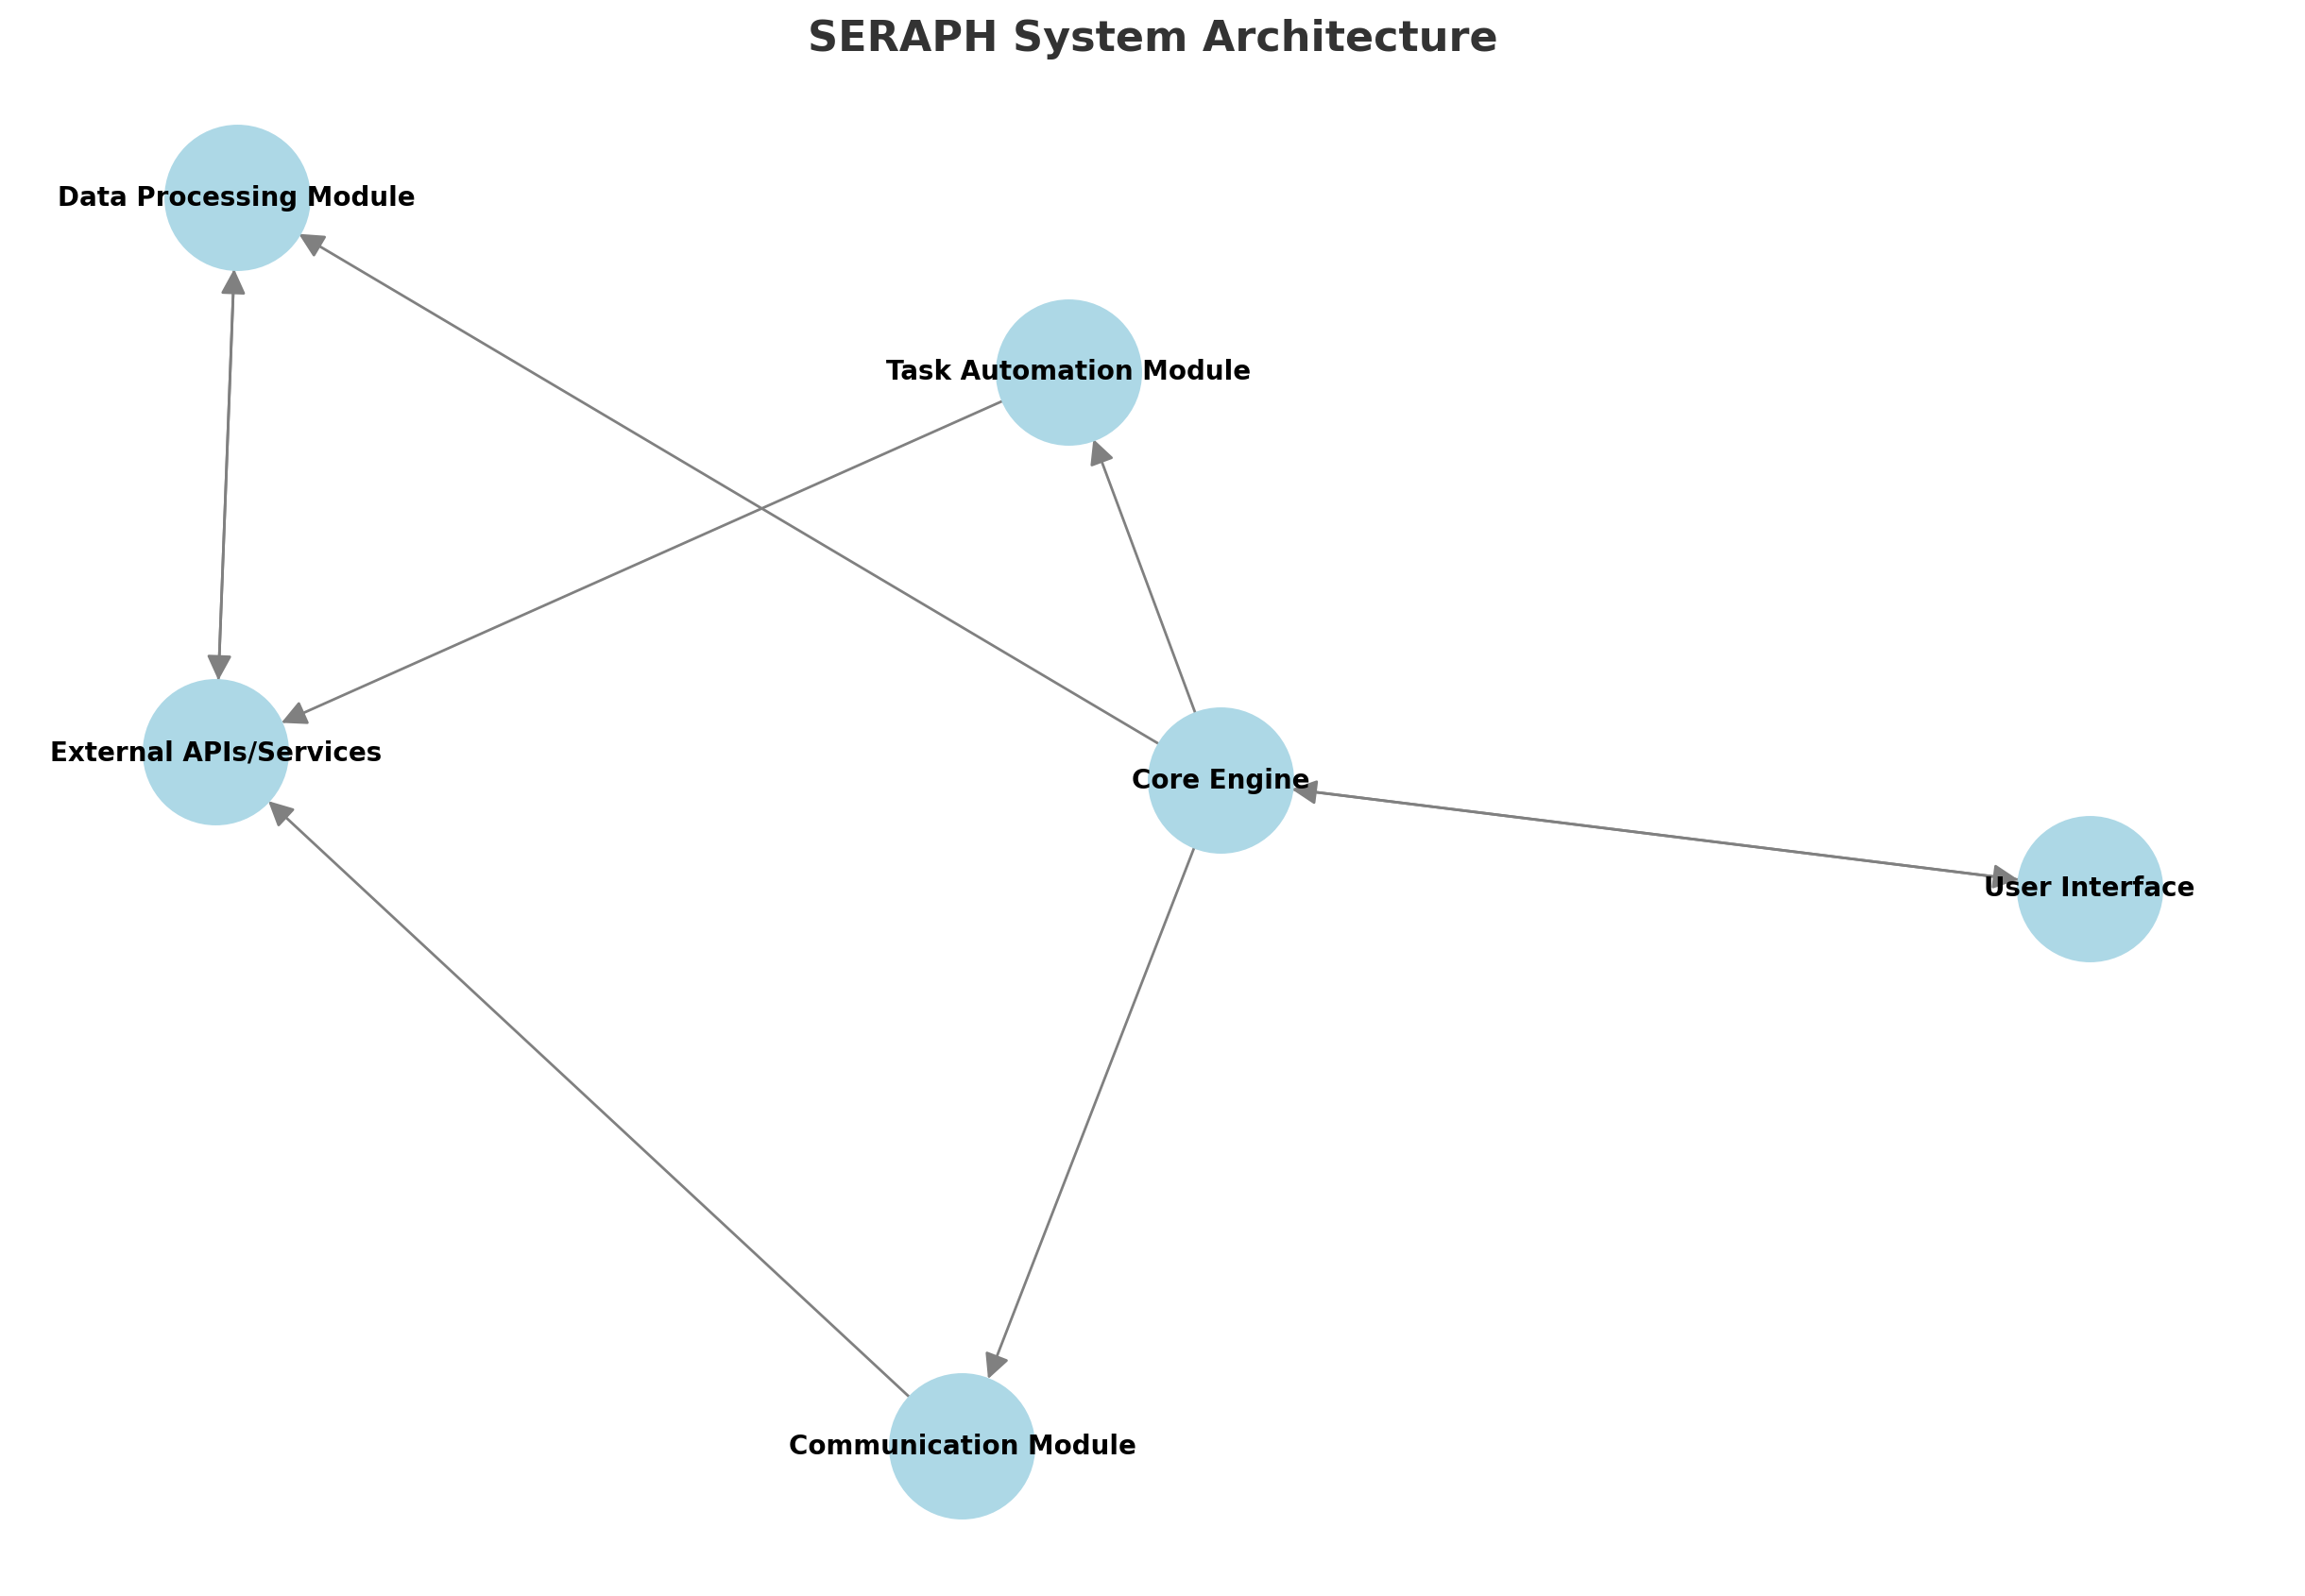 SERAPH System Architecture
Data Processing Module
Task Automation Module
External APIs/Services
Core Engine
User Interface
Communication Module